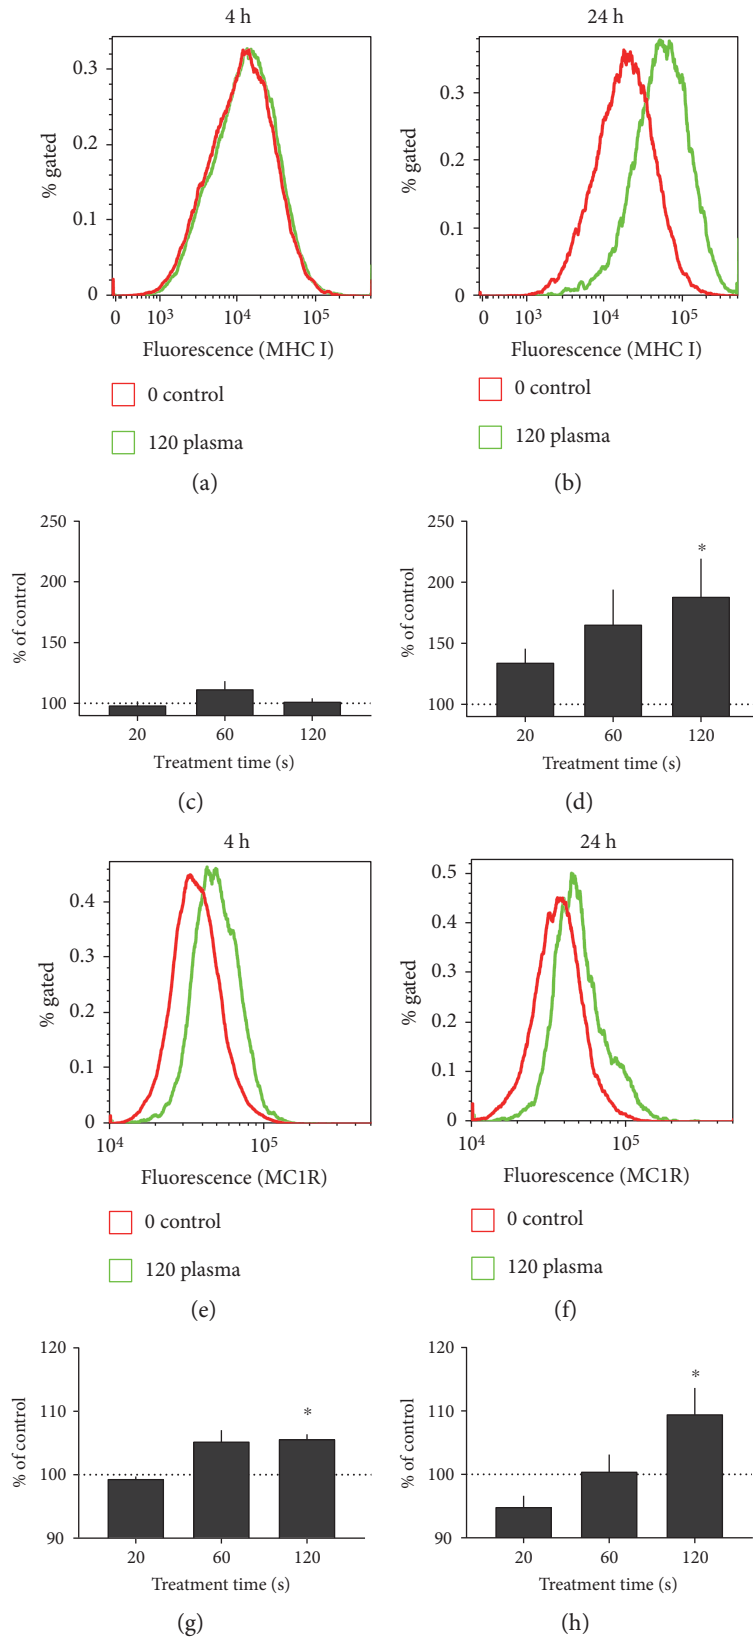 4 h
% gated
0.3
0.2
0.1
0
0 10³ 10⁴ 10⁵
Fluorescence (MHC I)
0 control
120 plasma
(a)
24 h
% gated
0.3
0.2
0.1
0
0 10³ 10⁴ 10⁵
Fluorescence (MHC I)
0 control
120 plasma
(b)
% of control
250
200
150
100
20 60 120
Treatment time (s)
(c)
% of control
250
200
150
100
*
20 60 120
Treatment time (s)
(d)
4 h
% gated
0.4
0.3
0.2
0.1
0
10⁴ 10⁵
Fluorescence (MC1R)
0 control
120 plasma
(e)
24 h
% gated
0.5
0.4
0.3
0.2
0.1
0
10⁴ 10⁵
Fluorescence (MC1R)
0 control
120 plasma
(f)
% of control
120
110
100
90
*
20 60 120
Treatment time (s)
(g)
% of control
120
110
100
90
*
20 60 120
Treatment time (s)
(h)